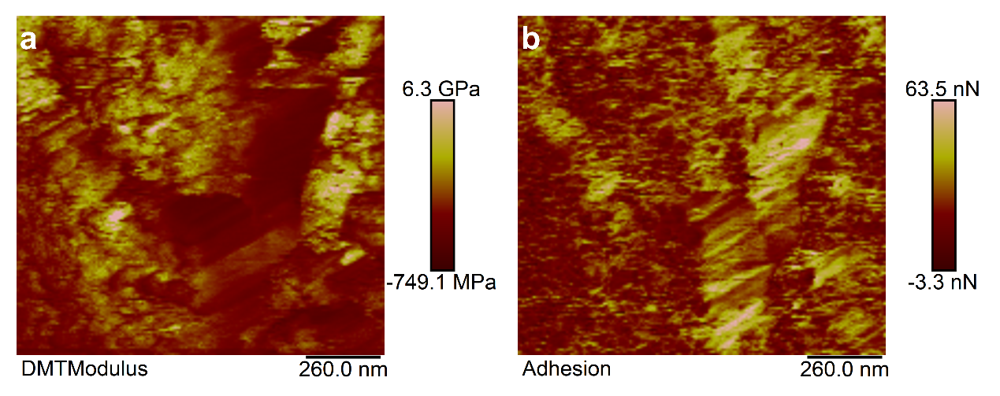 a
6.3 GPa
-749.1 MPa
DMTModulus
260.0 nm
b
63.5 nN
-3.3 nN
Adhesion
260.0 nm